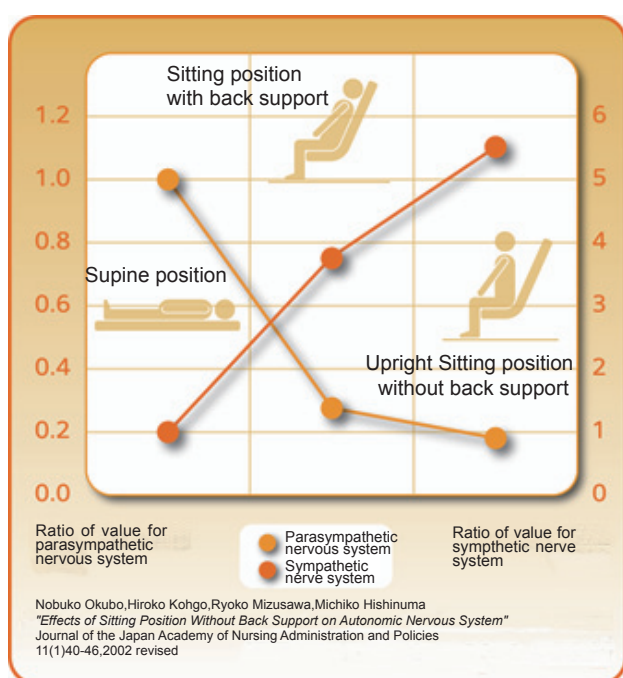 Sitting position
with back support
1.2
1.0
0.8
0.6
0.4
0.2
0.0
6
5
4
3
2
1
0
Supine position
Upright Sitting position
without back support
Ratio of value for
parasympathetic
nervous system
Parasympathetic
nervous system
Sympathetic
nerve system
Ratio of value for
sympthetic nerve
system
Nobuko Okubo,Hiroko Kohgo,Ryoko Mizusawa,Michiko Hishinuma
"Effects of Sitting Position Without Back Support on Autonomic Nervous System"
Journal of the Japan Academy of Nursing Administration and Policies
11(1)40-46,2002 revised